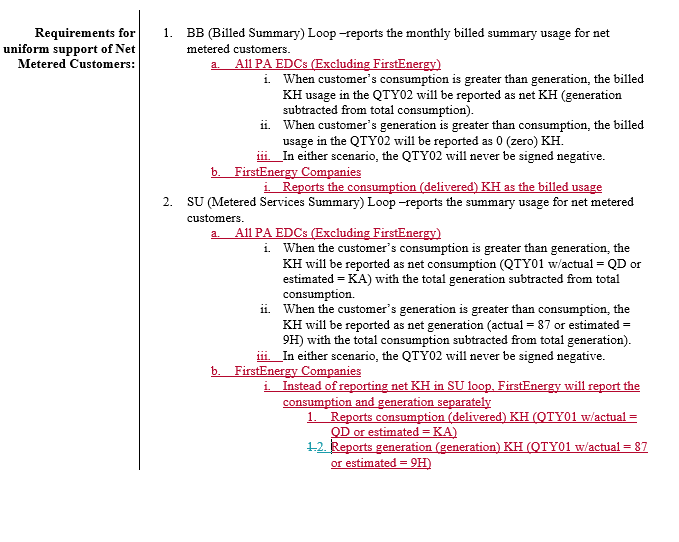 Requirements for
uniform support of Net
Metered Customers:
1. BB (Billed Summary) Loop –reports the monthly billed summary usage for net
metered customers.
a. All PA EDCs (Excluding FirstEnergy)
i. When customer's consumption is greater than generation, the billed
KH usage in the QTY02 will be reported as net KH (generation
subtracted from total consumption).
ii. When customer's generation is greater than consumption, the billed
usage in the QTY02 will be reported as 0 (zero) KH.
iii. In either scenario, the QTY02 will never be signed negative.
b. FirstEnergy Companies
i. Reports the consumption (delivered) KH as the billed usage
2. SU (Metered Services Summary) Loop –reports the summary usage for net metered
customers.
a. All PA EDCs (Excluding FirstEnergy)
i. When the customer's consumption is greater than generation, the
KH will be reported as net consumption (QTY01 w/actual = QD or
estimated = KA) with the total generation subtracted from total
consumption.
ii. When the customer's generation is greater than consumption, the
KH will be reported as net generation (actual = 87 or estimated =
9H) with the total consumption subtracted from total generation).
iii. In either scenario, the QTY02 will never be signed negative.
b. FirstEnergy Companies
i. Instead of reporting net KH in SU loop, FirstEnergy will report the
consumption and generation separately
1. Reports consumption (delivered) KH (QTY01 w/actual =
QD or estimated = KA)
1.2. Reports generation (generation) KH (QTY01 w/actual = 87
or estimated = 9H)